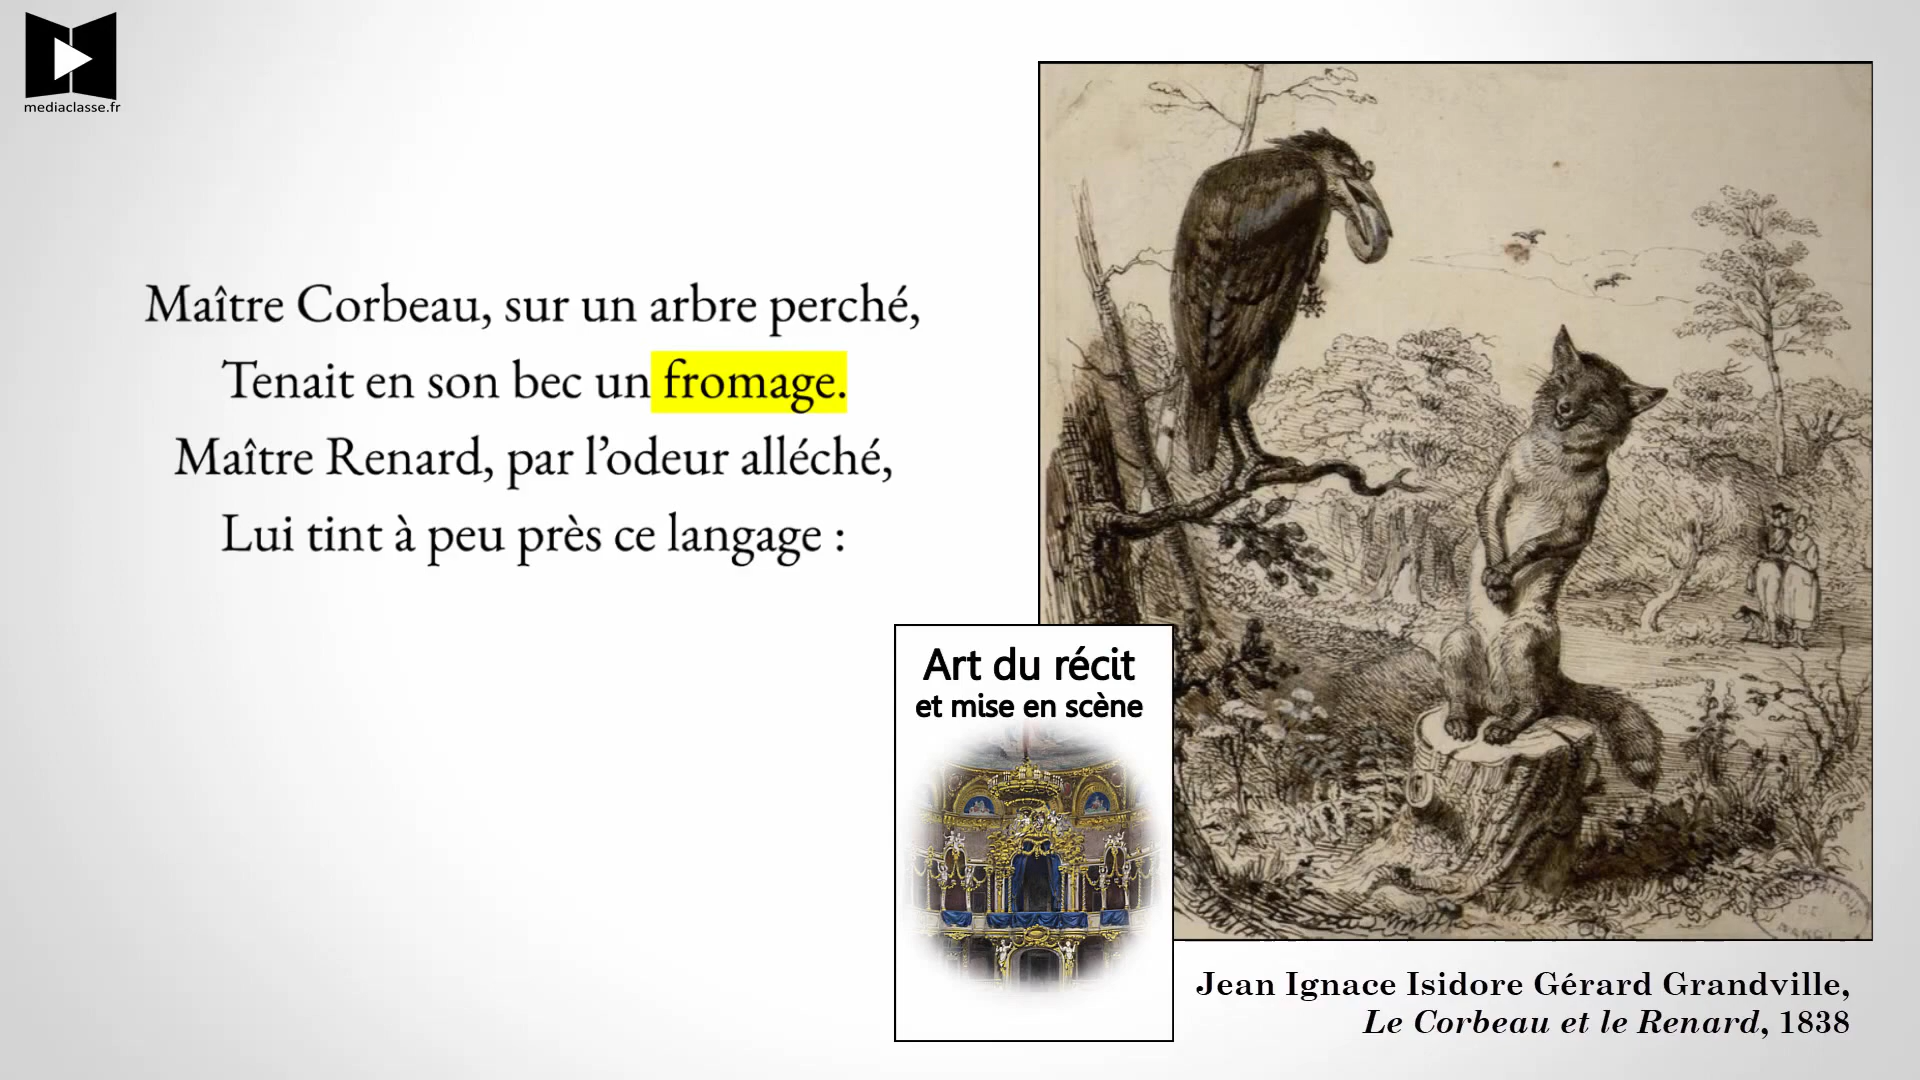 mediaclasse.fr
Maître Corbeau, sur un arbre perché,
Tenait en son bec un fromage.
Maître Renard, par l’odeur alléché,
Lui tint à peu près ce langage :
Art du récit
et mise en scène
Jean Ignace Isidore Gérard Grandville,
Le Corbeau et le Renard, 1838